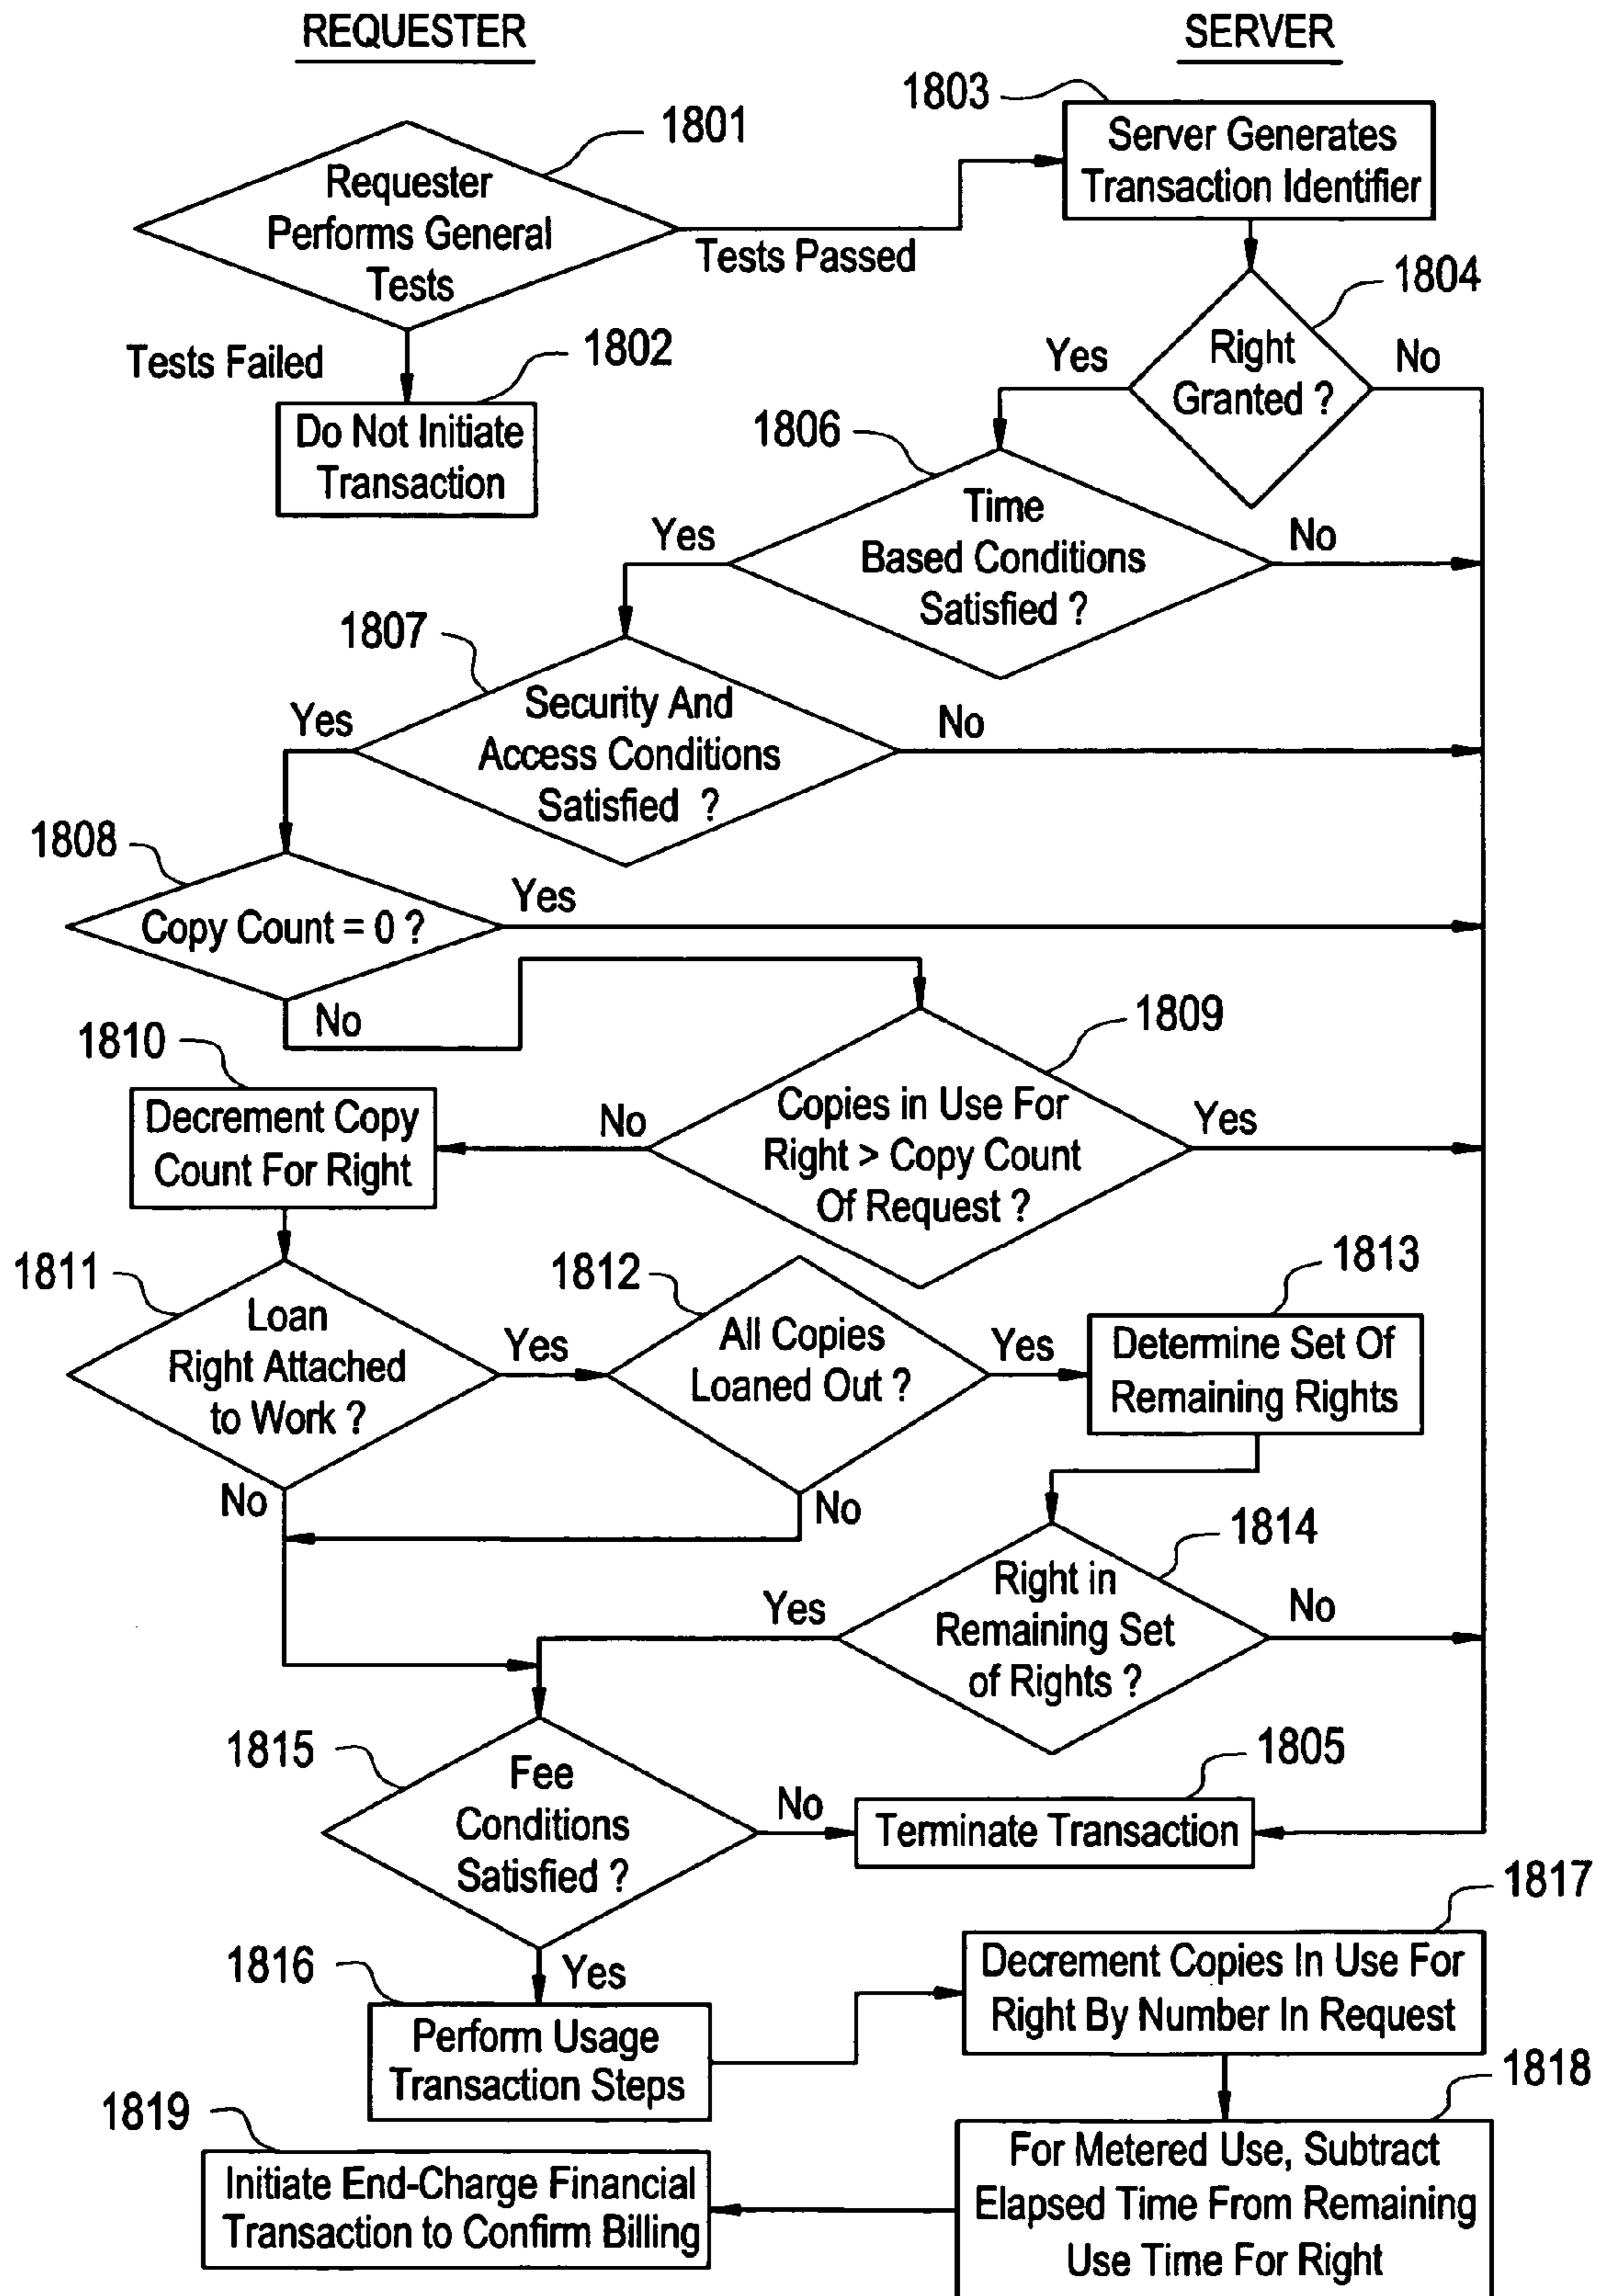 REQUESTER
SERVER
1803
Server Generates
Transaction Identifier
1801
Requester
Performs General
Tests
Tests Passed
1804
Right
Granted ?
Yes
No
Tests Failed
1802
Do Not Initiate
Transaction
1806
Time
Based Conditions
Satisfied ?
Yes
No
1807
Security And
Access Conditions
Satisfied ?
Yes
No
1808
Copy Count = 0 ?
Yes
No
1809
Copies in Use For
Right > Copy Count
Of Request ?
No
Yes
1810
Decrement Copy
Count For Right
1811
Loan
Right Attached
to Work ?
Yes
No
1812
All Copies
Loaned Out ?
Yes
No
1813
Determine Set Of
Remaining Rights
1814
Right in
Remaining Set
of Rights ?
Yes
No
1815
Fee
Conditions
Satisfied ?
No
Yes
1805
Terminate Transaction
1816
Perform Usage
Transaction Steps
1817
Decrement Copies In Use For
Right By Number In Request
1818
For Metered Use, Subtract
Elapsed Time From Remaining
Use Time For Right
1819
Initiate End-Charge Financial
Transaction to Confirm Billing